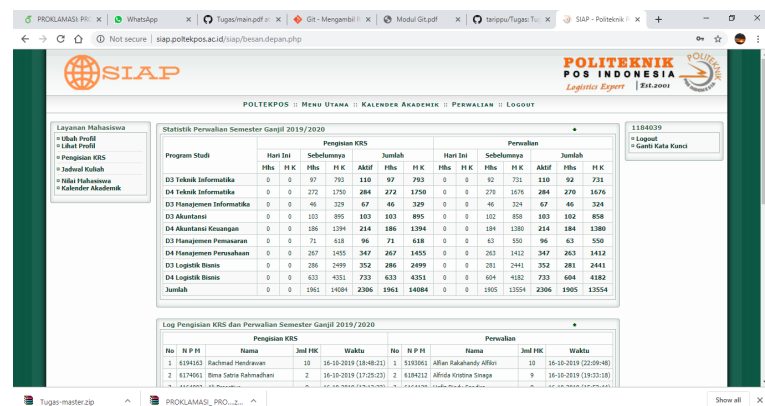 PROKLAMASI: PRO
WhatsApp
Tugas/main.pdf at
Git - Mengambil R
Modul Git.pdf
tarippu/Tugas: Tug
SIAP - Politeknik P
Not secure siap.poltekpos.ac.id/siap/besan.depan.php
SIAP
POLITEKNIK
POS INDONESIA
Logistics Expert Est.2001
POLTEKPOS :: MENU UTAMA :: KALENDER AKADEMIK :: PERWALIAN :: LOGOUT
Layanan Mahasiswa
Ubah Profil
Lihat Profil
Pengisian KRS
Jadwal Kuliah
Nilai Mahasiswa
Kalender Akademik
Statistik Perwalian Semester Ganjil 2019/2020
Program Studi Pengisian KRS Perwalian
Hari Ini Sebelumnya Jumlah Hari Ini Sebelumnya Jumlah
Mhs M K Mhs M K Aktif Mhs M K Mhs M K Mhs M K Aktif Mhs M K
D3 Teknik Informatika 0 0 97 793 110 97 793 0 0 92 731 110 92 731
D4 Teknik Informatika 0 0 272 1750 284 272 1750 0 0 270 1676 284 270 1676
D3 Manajemen Informatika 0 0 46 329 67 46 329 0 0 46 324 67 46 324
D3 Akuntansi 0 0 103 895 103 103 895 0 0 102 858 103 102 858
D4 Akuntansi Keuangan 0 0 186 1394 214 186 1394 0 0 184 1380 214 184 1380
D3 Manajemen Pemasaran 0 0 71 618 96 71 618 0 0 63 550 96 63 550
D4 Manajemen Perusahaan 0 0 267 1455 347 267 1455 0 0 263 1412 347 263 1412
D3 Logistik Bisnis 0 0 286 2499 352 286 2499 0 0 281 2441 352 281 2441
D4 Logistik Bisnis 0 0 633 4351 733 633 4351 0 0 604 4182 733 604 4182
Jumlah 0 0 1961 14084 2306 1961 14084 0 0 1905 13554 2306 1905 13554
1184039
Logout
Ganti Kata Kunci
Log Pengisian KRS dan Perwalian Semester Ganjil 2019/2020
Pengisian KRS Perwalian
No N P M Nama Jml MK Waktu No N P M Nama Jml MK Waktu
1 6194163 Rachmad Hendrawan 10 16-10-2019 (18:48:21) 1 5193061 Alfian Rakahandy Alfikri 10 16-10-2019 (22:09:48)
2 6174061 Bima Satria Rahmadhani 2 16-10-2019 (17:25:23) 2 6184212 Alfrida Kristina Sinaga 9 16-10-2019 (19:33:18)
Tugas-master.zip
PROKLAMASI_ PRO....z...
Show all